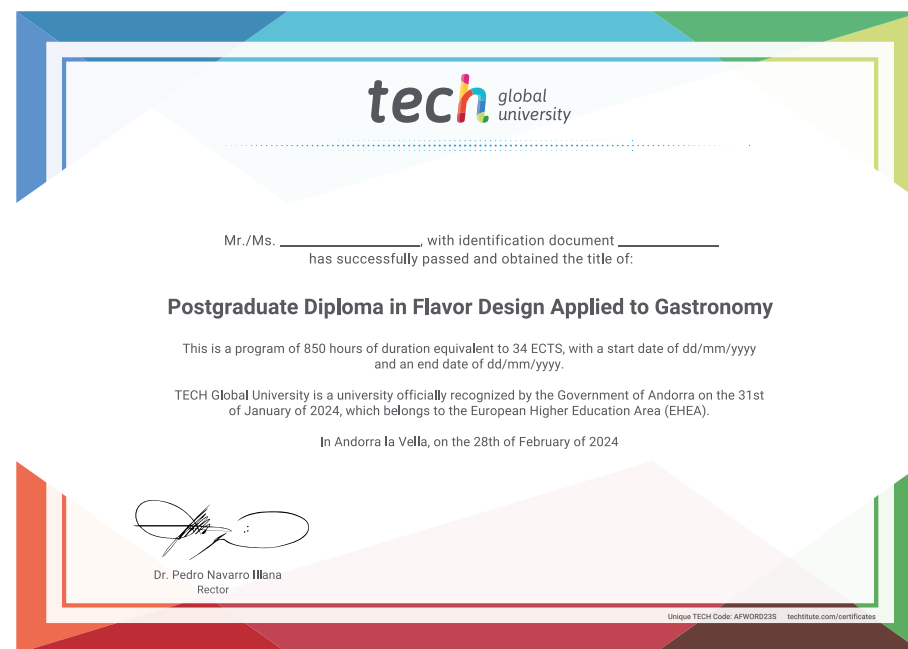 tech global university
Mr./Ms. ____________________, with identification document ______________
has successfully passed and obtained the title of:
Postgraduate Diploma in Flavor Design Applied to Gastronomy
This is a program of 850 hours of duration equivalent to 34 ECTS, with a start date of dd/mm/yyyy
and an end date of dd/mm/yyyy.
TECH Global University is a university officially recognized by the Government of Andorra on the 31st
of January of 2024, which belongs to the European Higher Education Area (EHEA).
In Andorra la Vella, on the 28th of February of 2024
Dr. Pedro Navarro Illana
Rector
Unique TECH Code: AFWORD23S techtitute.com/certificates